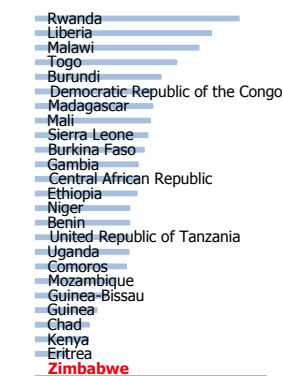 Rwanda
Liberia
Malawi
Togo
Burundi
Democratic Republic of the Congo
Madagascar
Mali
Sierra Leone
Burkina Faso
Gambia
Central African Republic
Ethiopia
Niger
Benin
United Republic of Tanzania
Uganda
Comoros
Mozambique
Guinea-Bissau
Guinea
Chad
Kenya
Eritrea
Zimbabwe